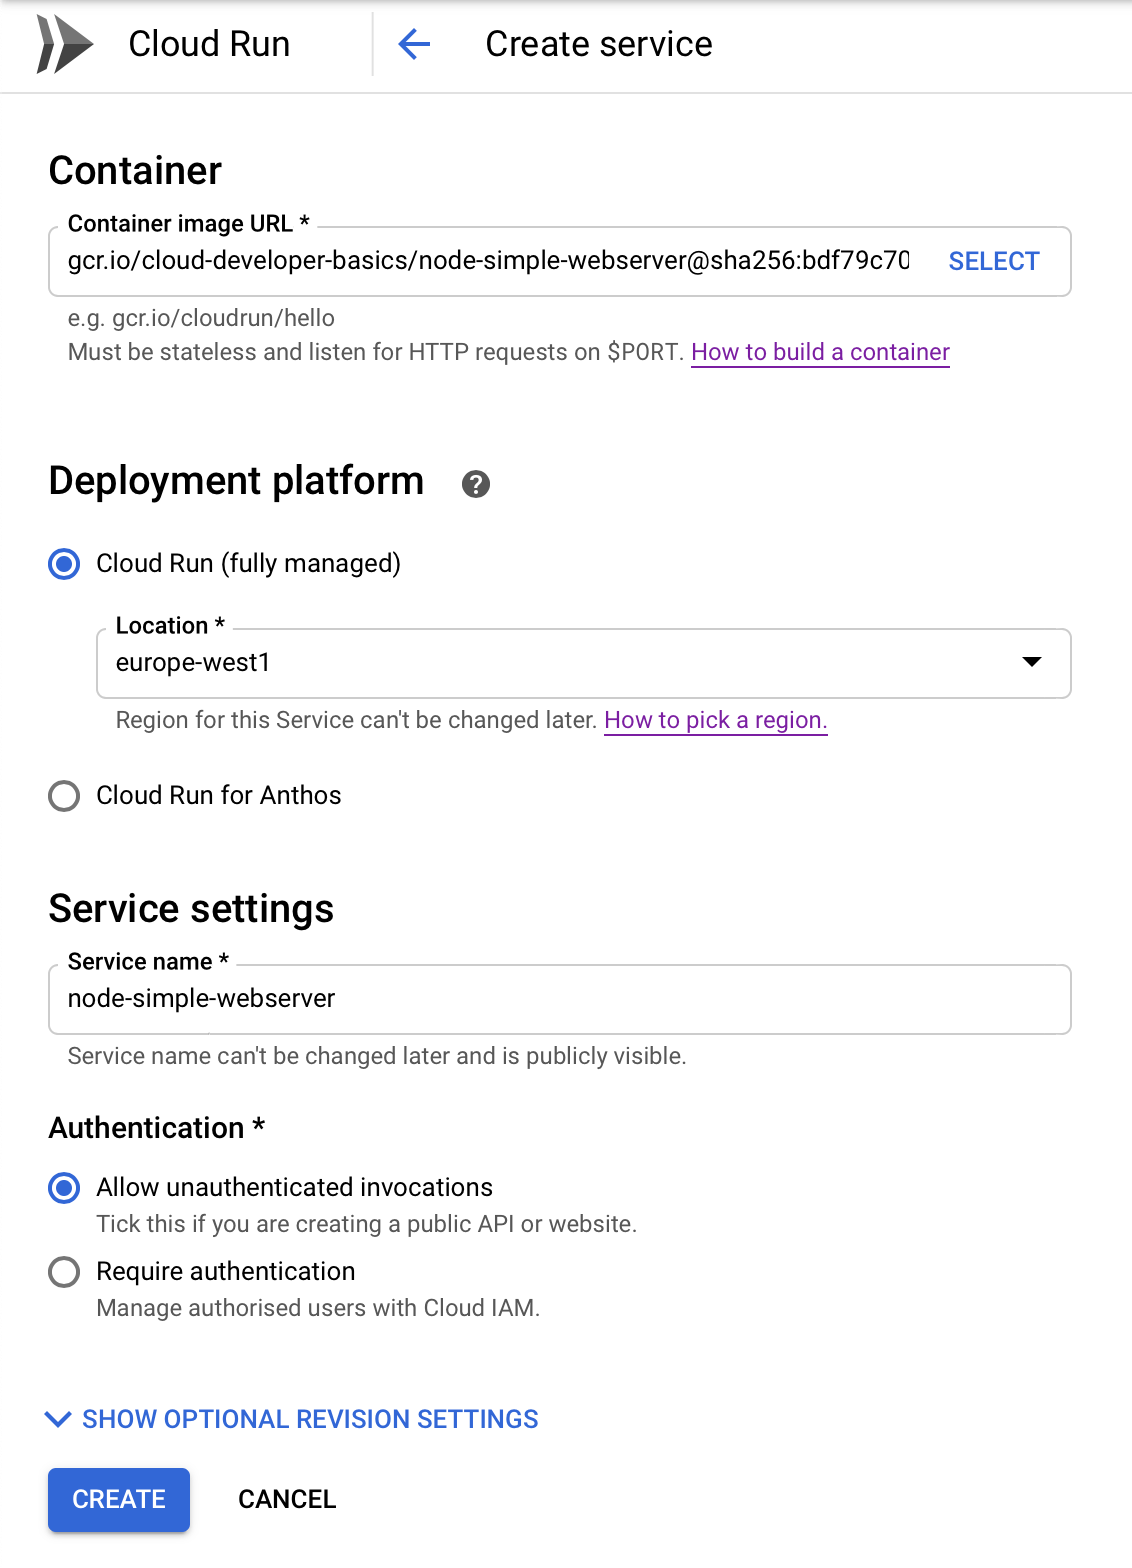 Cloud Run
Create service
Container
Container image URL *
gcr.io/cloud-developer-basics/node-simple-webserver@sha256:bdf79c70
SELECT
e.g. gcr.io/cloudrun/hello
Must be stateless and listen for HTTP requests on $PORT. How to build a container
Deployment platform
?
Cloud Run (fully managed)
Location *
europe-west1
Region for this Service can't be changed later. How to pick a region.
Cloud Run for Anthos
Service settings
Service name *
node-simple-webserver
Service name can't be changed later and is publicly visible.
Authentication *
Allow unauthenticated invocations
Tick this if you are creating a public API or website.
Require authentication
Manage authorised users with Cloud IAM.
SHOW OPTIONAL REVISION SETTINGS
CREATE
CANCEL